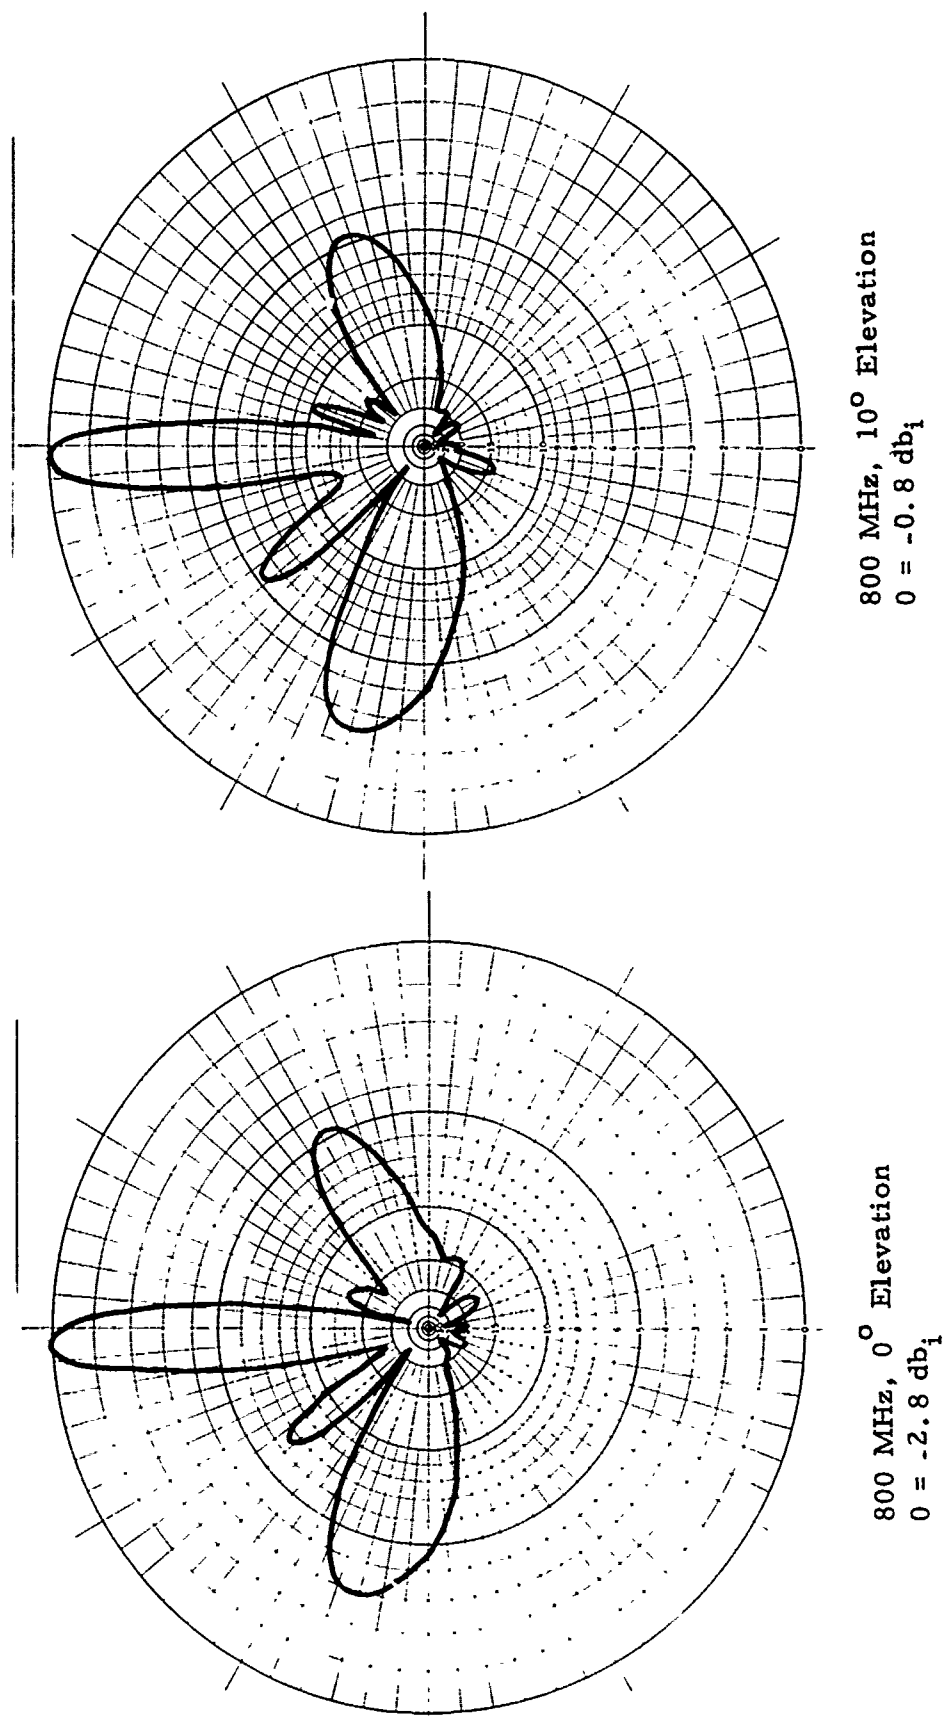 800 MHz, 10° Elevation
0 = -0.8 db_i
800 MHz, 0° Elevation
0 = -2.8 db_i